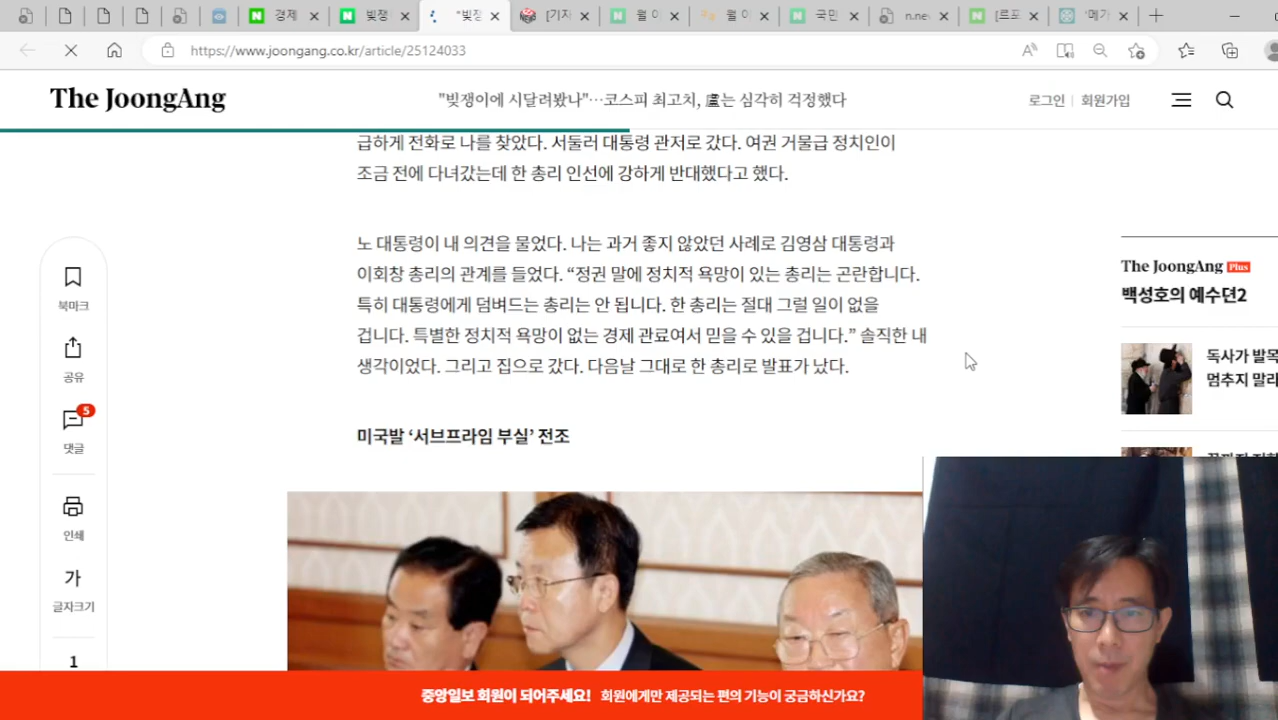 경제
빚쟁
"빚쟁
[기자
월 이
월 이
국민
n.ne
[르포
'메가
https://www.joongang.co.kr/article/25124033
The JoongAng
"빚쟁이에 시달려봤나"…코스피 최고치, 盧는 심각히 걱정했다
로그인 | 회원가입
급하게 전화로 나를 찾았다. 서둘러 대통령 관저로 갔다. 여권 거물급 정치인이
조금 전에 다녀갔는데 한 총리 인선에 강하게 반대했다고 했다.
노 대통령이 내 의견을 물었다. 나는 과거 좋지 않았던 사례로 김영삼 대통령과
이회창 총리의 관계를 들었다. “정권 말에 정치적 욕망이 있는 총리는 곤란합니다.
특히 대통령에게 덤벼드는 총리는 안 됩니다. 한 총리는 절대 그럴 일이 없을
겁니다. 특별한 정치적 욕망이 없는 경제 관료여서 믿을 수 있을 겁니다.” 솔직한 내
생각이었다. 그리고 집으로 갔다. 다음날 그대로 한 총리로 발표가 났다.
미국발 ‘서브프라임 부실’ 전조
북마크
공유
5
댓글
인쇄
가
글자크기
1
The JoongAng Plus
백성호의 예수뎐2
독사가 발목
멈추지 말라
중앙일보 회원이 되어주세요! 회원에게만 제공되는 편의 기능이 궁금하신가요?